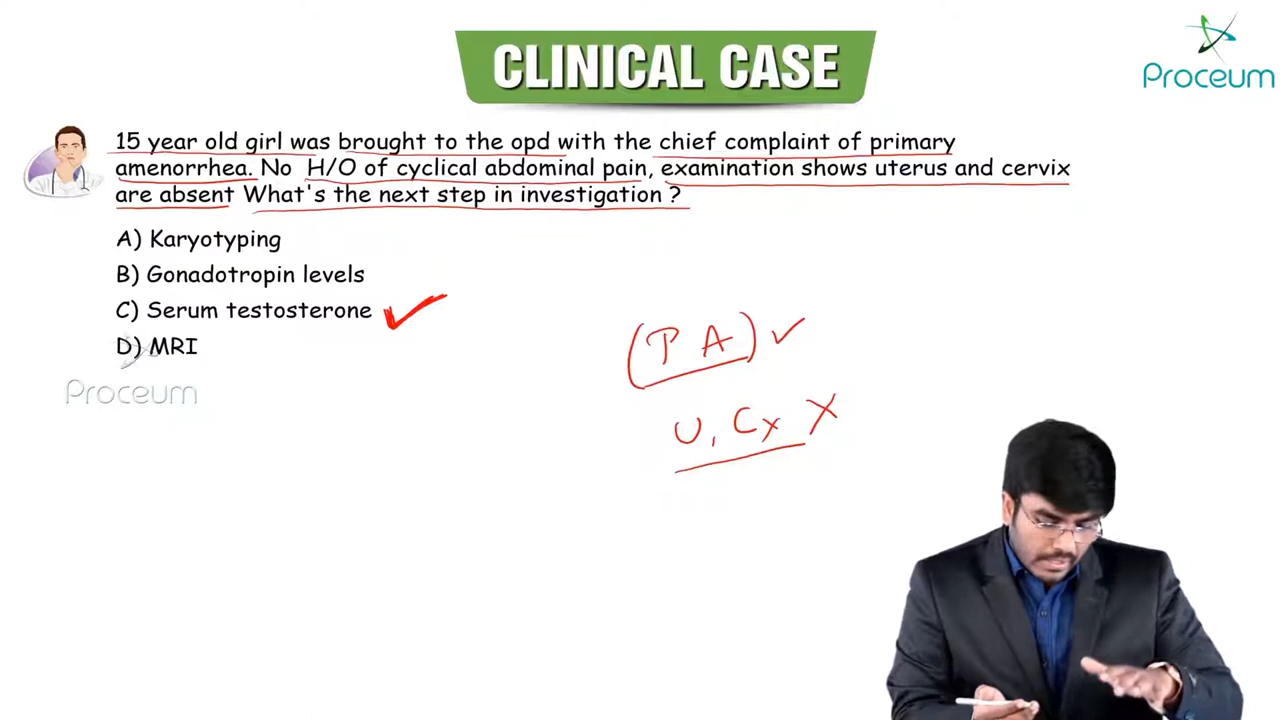 CLINICAL CASE
Proceum
15 year old girl was brought to the opd with the chief complaint of primary
amenorrhea. No H/O of cyclical abdominal pain, examination shows uterus and cervix
are absent What's the next step in investigation ?
A) Karyotyping
B) Gonadotropin levels
C) Serum testosterone
D) MRI
Proceum
(P A)
U, Cx X